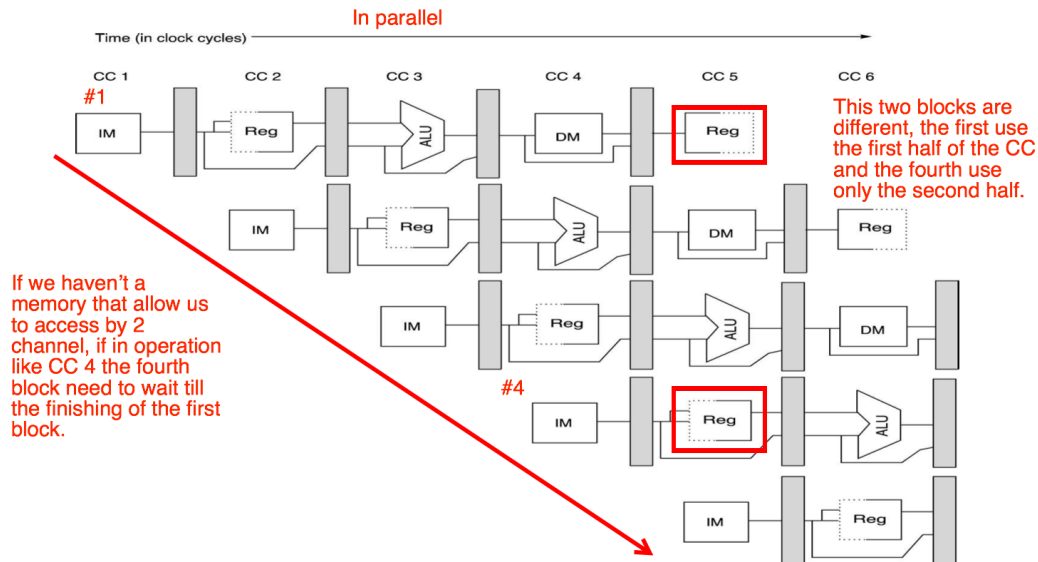 In parallel
Time (in clock cycles)
CC 1 CC 2 CC 3 CC 4 CC 5 CC 6
#1
IM Reg ALU DM Reg
This two blocks are
different, the first use
the first half of the CC
and the fourth use
only the second half.
IM Reg ALU DM Reg
If we haven't a
memory that allow us
to access by 2
channel, if in operation
like CC 4 the fourth
block need to wait till
the finishing of the first
block.
IM Reg ALU DM
#4
IM Reg ALU
IM Reg